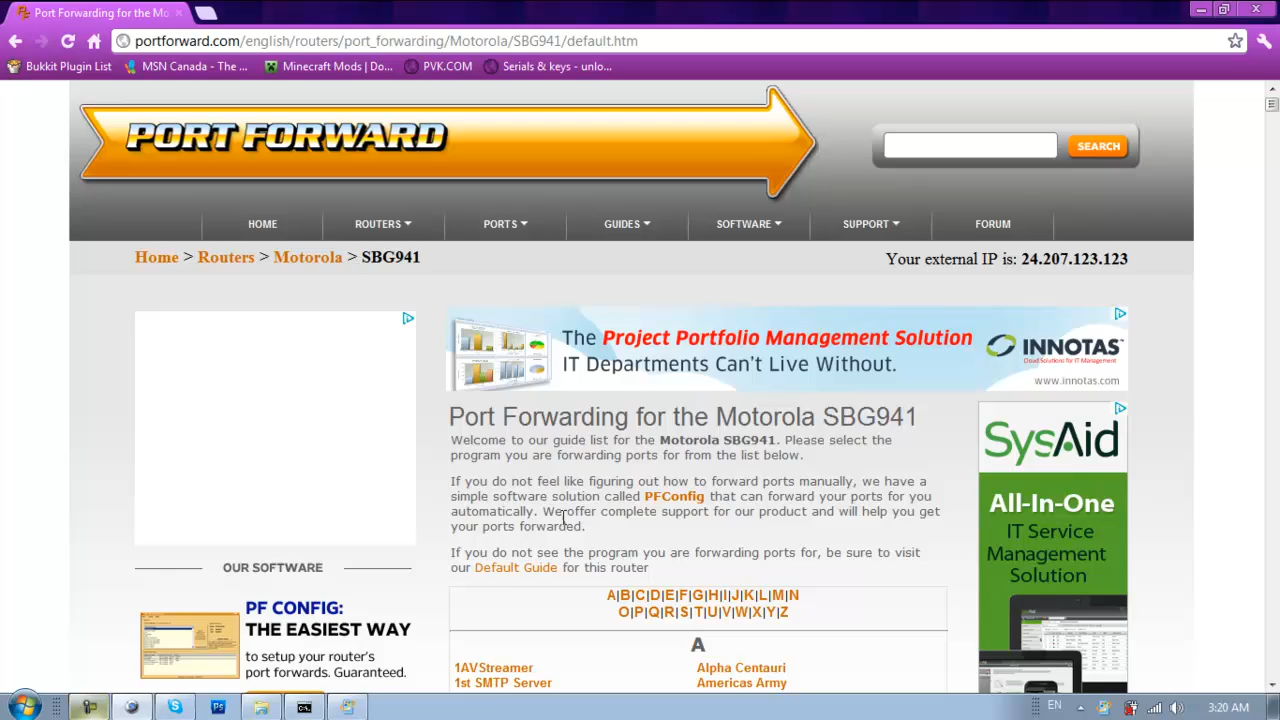 Port Forwarding for the Mo
portforward.com/english/routers/port_forwarding/Motorola/SBG941/default.htm
Bukkit Plugin List
MSN Canada - The ...
Minecraft Mods | Do...
PVK.COM
Serials & keys - unlo...
PORT FORWARD
SEARCH
HOME
ROUTERS
PORTS
GUIDES
SOFTWARE
SUPPORT
FORUM
Home > Routers > Motorola > SBG941
Your external IP is: 24.207.123.123
The Project Portfolio Management Solution
IT Departments Can't Live Without.
INNOTAS
Cloud Solutions for IT Management
www.innotas.com
Port Forwarding for the Motorola SBG941
Welcome to our guide list for the Motorola SBG941. Please select the
program you are forwarding ports for from the list below.
If you do not feel like figuring out how to forward ports manually, we have a
simple software solution called PFConfig that can forward your ports for you
automatically. We offer complete support for our product and will help you get
your ports forwarded.
If you do not see the program you are forwarding ports for, be sure to visit
our Default Guide for this router
A|B|C|D|E|F|G|H|I|J|K|L|M|N
O|P|Q|R|S|T|U|V|W|X|Y|Z
A
1AVStreamer
Alpha Centauri
1st SMTP Server
Americas Army
OUR SOFTWARE
PF CONFIG:
THE EASIEST WAY
to setup your router's
port forwards. Guaranteed.
SysAid
All-In-One
IT Service
Management
Solution
EN
3:20 AM